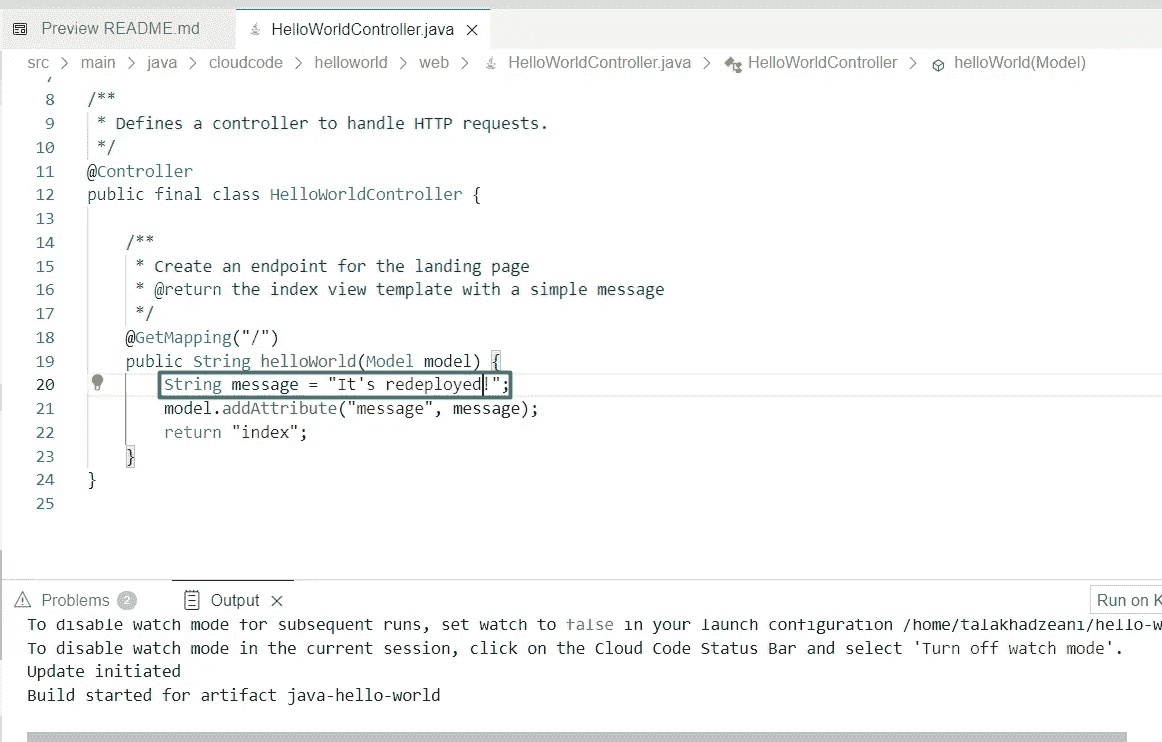 Preview README.md HelloWorldController.java
src > main > java > cloudcode > helloworld > web > HelloWorldController.java > HelloWorldController > helloWorld(Model)
8 /**
9 * Defines a controller to handle HTTP requests.
10 */
11 @Controller
12 public final class HelloWorldController {
13
14 /**
15 * Create an endpoint for the landing page
16 * @return the index view template with a simple message
17 */
18 @GetMapping("/")
19 public String helloWorld(Model model) {
20 String message = "It's redeployed!";
21 model.addAttribute("message", message);
22 return "index";
23 }
24 }
25
Problems 2 Output Run on K
To disable watch mode for subsequent runs, set watch to false in your launch configuration /home/talakhadzeani/hello-w
To disable watch mode in the current session, click on the Cloud Code Status Bar and select 'Turn off watch mode'.
Update initiated
Build started for artifact java-hello-world